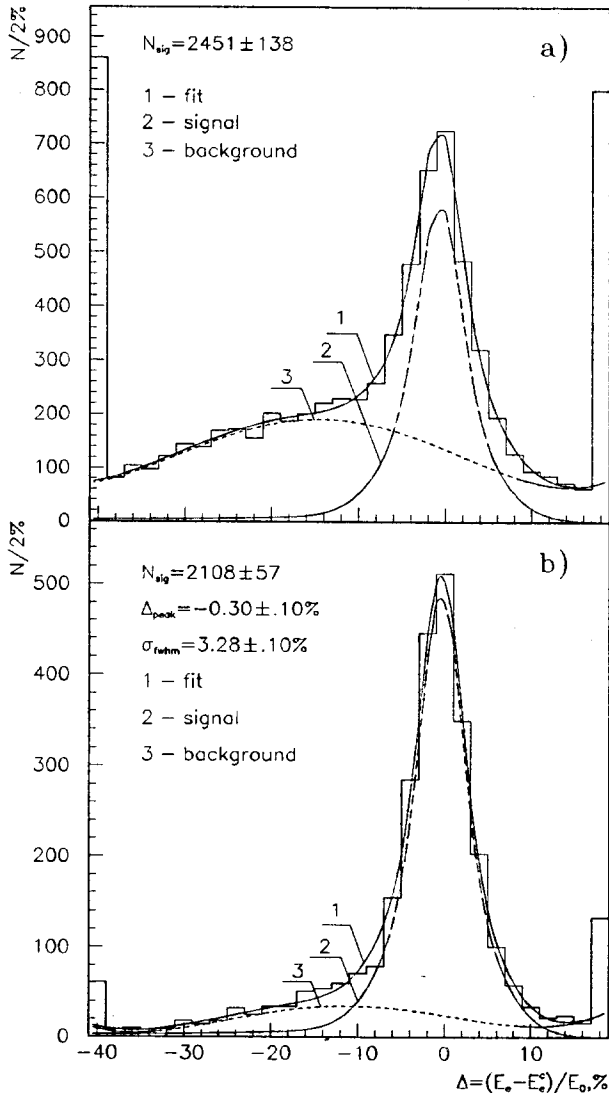 N/2%
900
800
700
600
500
400
300
200
100
0
N_sig=2451±138
a)
1 – fit
2 – signal
3 – background
1
2
3
N/2%
500
400
300
200
100
0
N_sig=2108±57
b)
Δ_peak=−0.30±.10%
σ_fwhm=3.28±.10%
1 – fit
2 – signal
3 – background
1
2
3
−40 −30 −20 −10 0 10
Δ=(E_e−E_e^c)/E_0,%